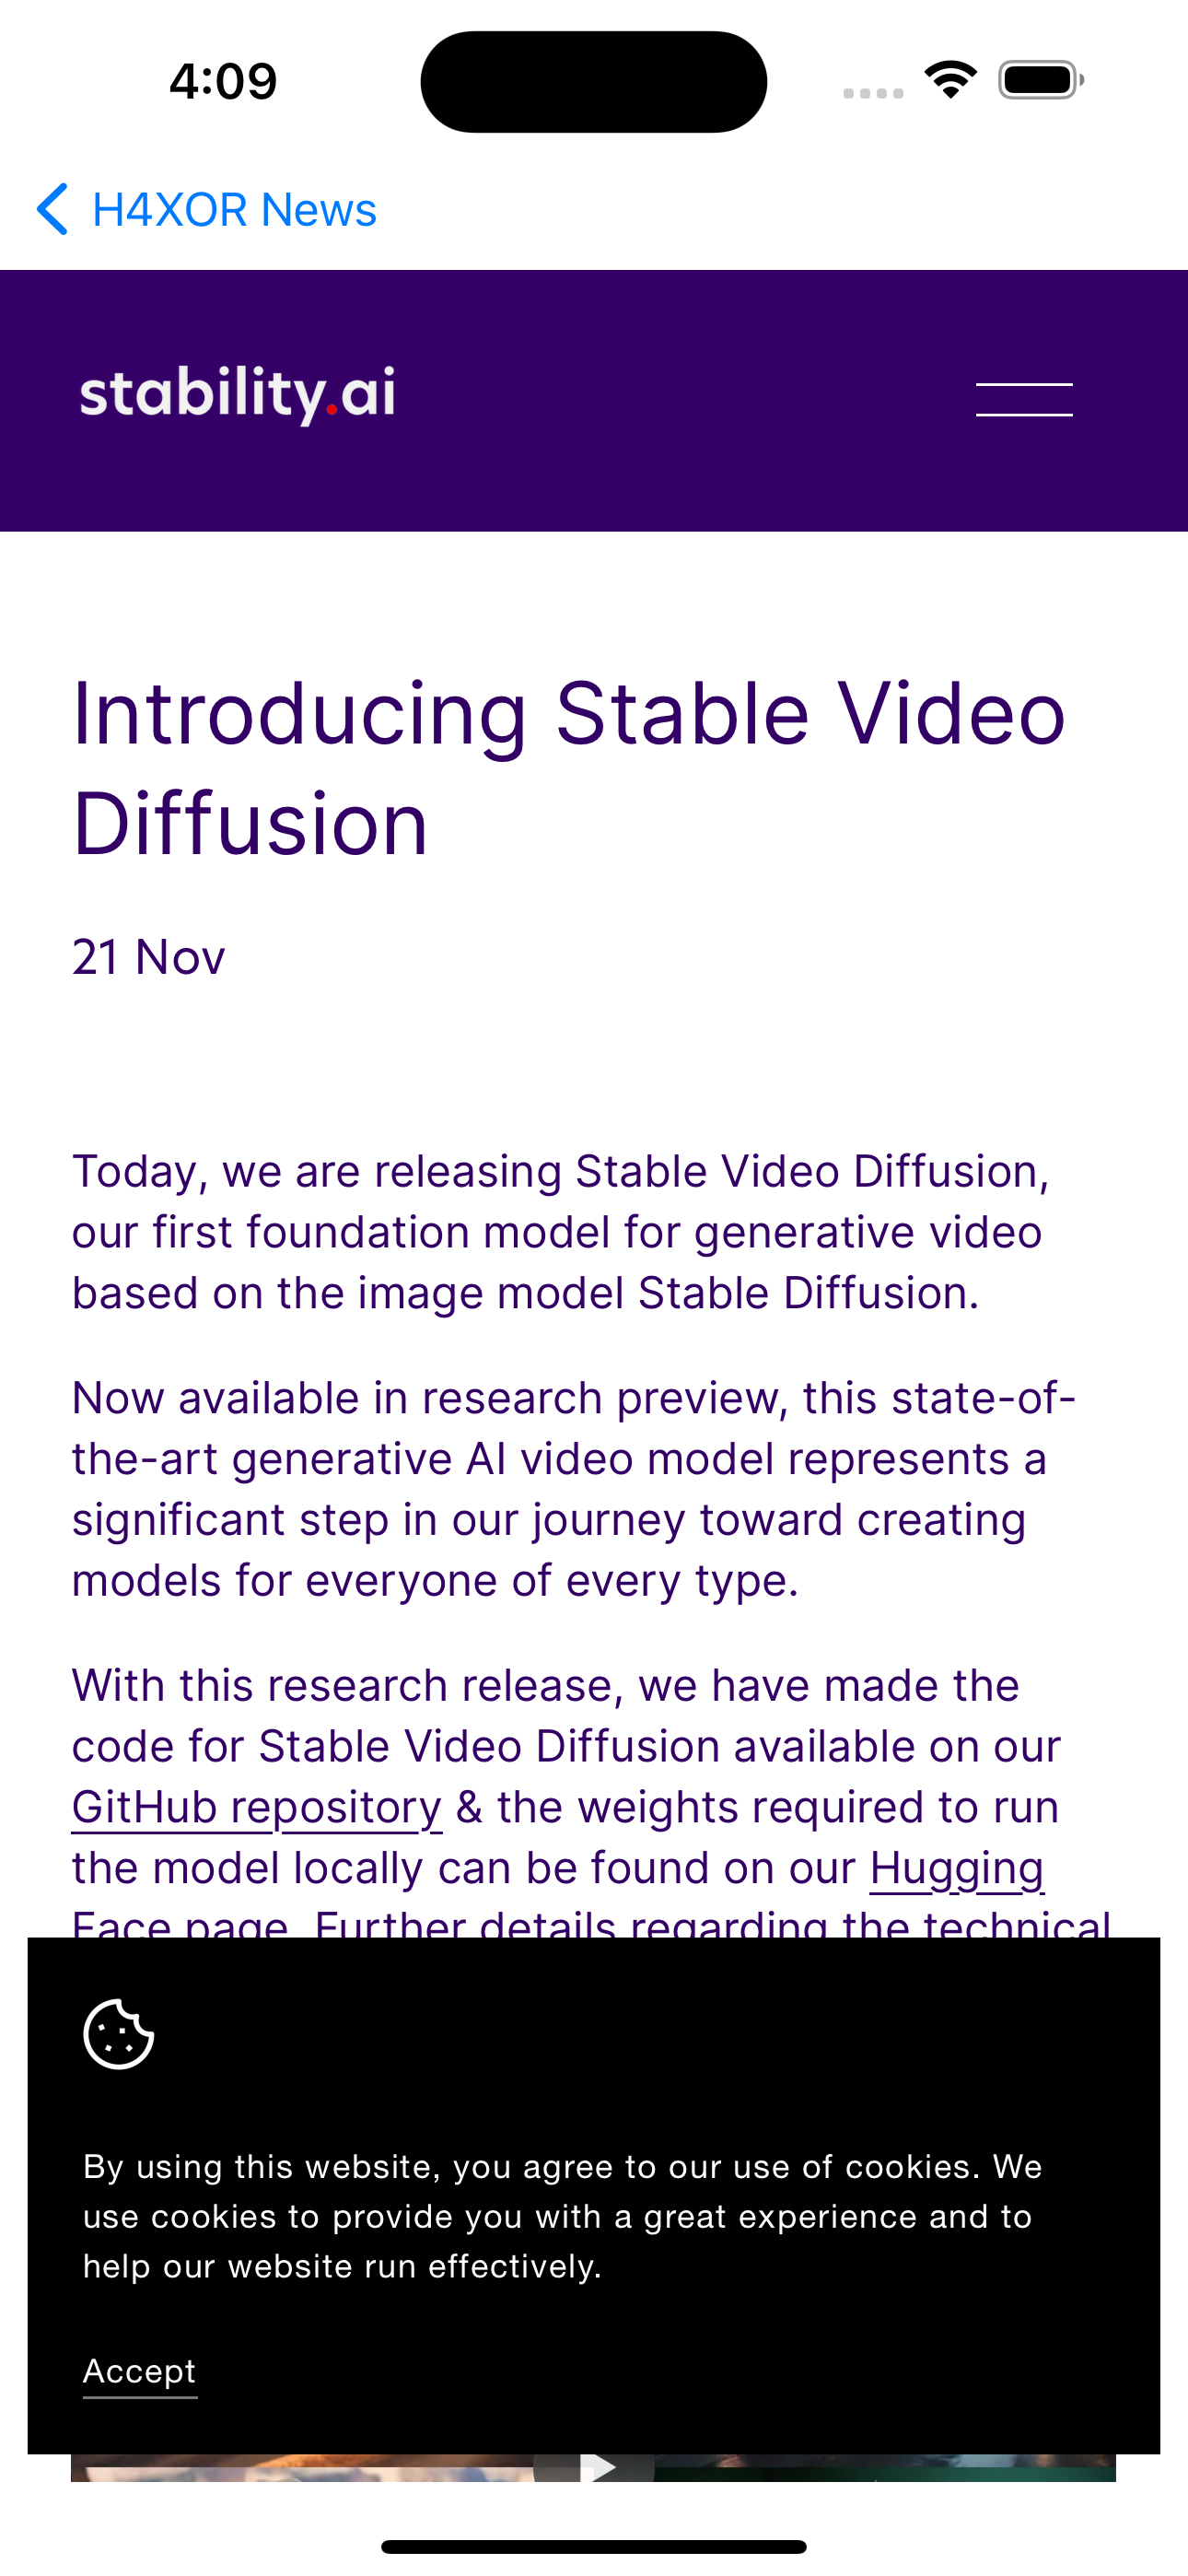 4:09
H4XOR News
stability.ai
Introducing Stable Video
Diffusion
21 Nov
Today, we are releasing Stable Video Diffusion,
our first foundation model for generative video
based on the image model Stable Diffusion.
Now available in research preview, this state-of-
the-art generative AI video model represents a
significant step in our journey toward creating
models for everyone of every type.
With this research release, we have made the
code for Stable Video Diffusion available on our
GitHub repository & the weights required to run
the model locally can be found on our Hugging
Face page. Further details regarding the technical
By using this website, you agree to our use of cookies. We
use cookies to provide you with a great experience and to
help our website run effectively.
Accept